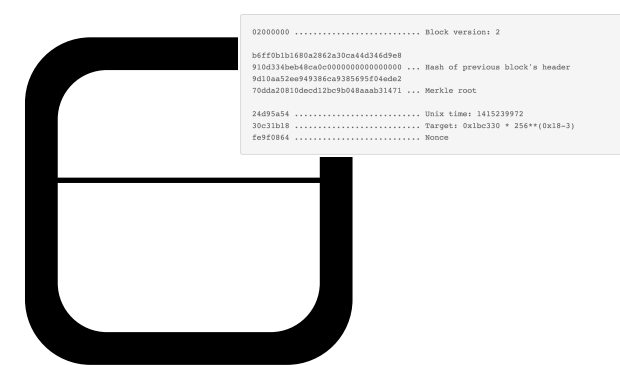 02000000 ........................... Block version: 2
b6ff0b1b1680a2862a30ca44d346d9e8
910d334beb48ca0c0000000000000000 ... Hash of previous block's header
9d10aa52ee949386ca9385695f04ede2
70dda20810decd12bc9b048aaab31471 ... Merkle root
24d95a54 ........................... Unix time: 1415239972
30c31b18 ........................... Target: 0x1bc330 * 256**(0x18-3)
fe9f0864 ........................... Nonce